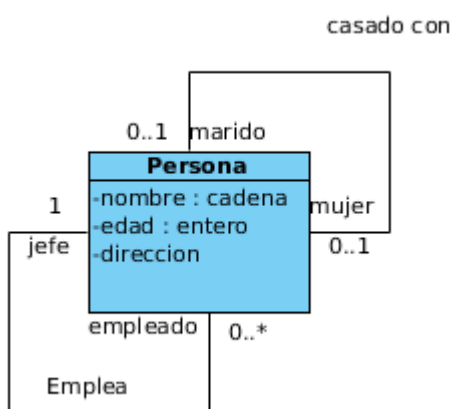 casado con
0..1 marido
Persona
-nombre : cadena
1
mujer
-edad : entero
jefe
0..1
-direccion
empleado
0..*
Emplea